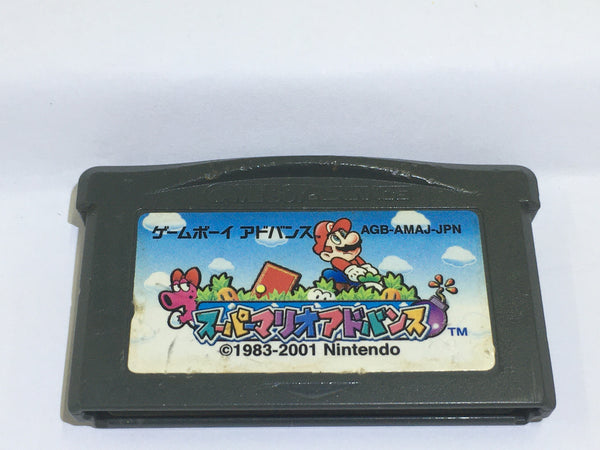 ゲームボーイ アドバンス AGB-AMAJ-JPN
スーパーマリオアドバンス TM
©1983-2001 Nintendo